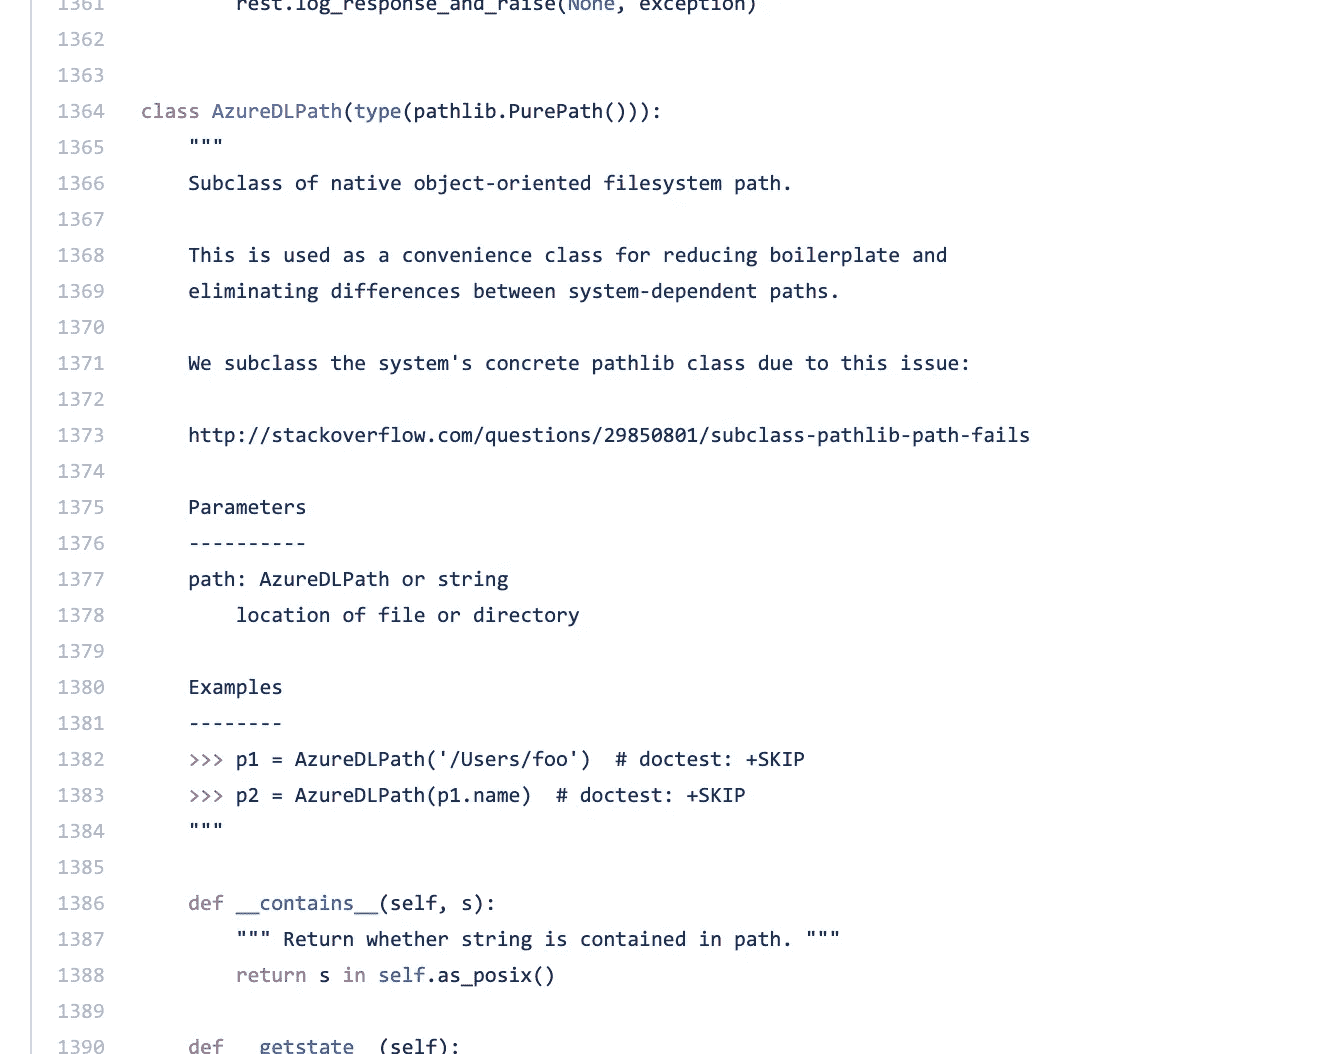 1361 rest.log_response_and_raise(None, exception)
1362
1363
1364 class AzureDLPath(type(pathlib.PurePath())):
1365 """
1366 Subclass of native object-oriented filesystem path.
1367
1368 This is used as a convenience class for reducing boilerplate and
1369 eliminating differences between system-dependent paths.
1370
1371 We subclass the system's concrete pathlib class due to this issue:
1372
1373 http://stackoverflow.com/questions/29850801/subclass-pathlib-path-fails
1374
1375 Parameters
1376 ----------
1377 path: AzureDLPath or string
1378 location of file or directory
1379
1380 Examples
1381 --------
1382 >>> p1 = AzureDLPath('/Users/foo')  # doctest: +SKIP
1383 >>> p2 = AzureDLPath(p1.name)  # doctest: +SKIP
1384 """
1385
1386 def __contains__(self, s):
1387 """ Return whether string is contained in path. """
1388 return s in self.as_posix()
1389
1390 def __getstate__(self):